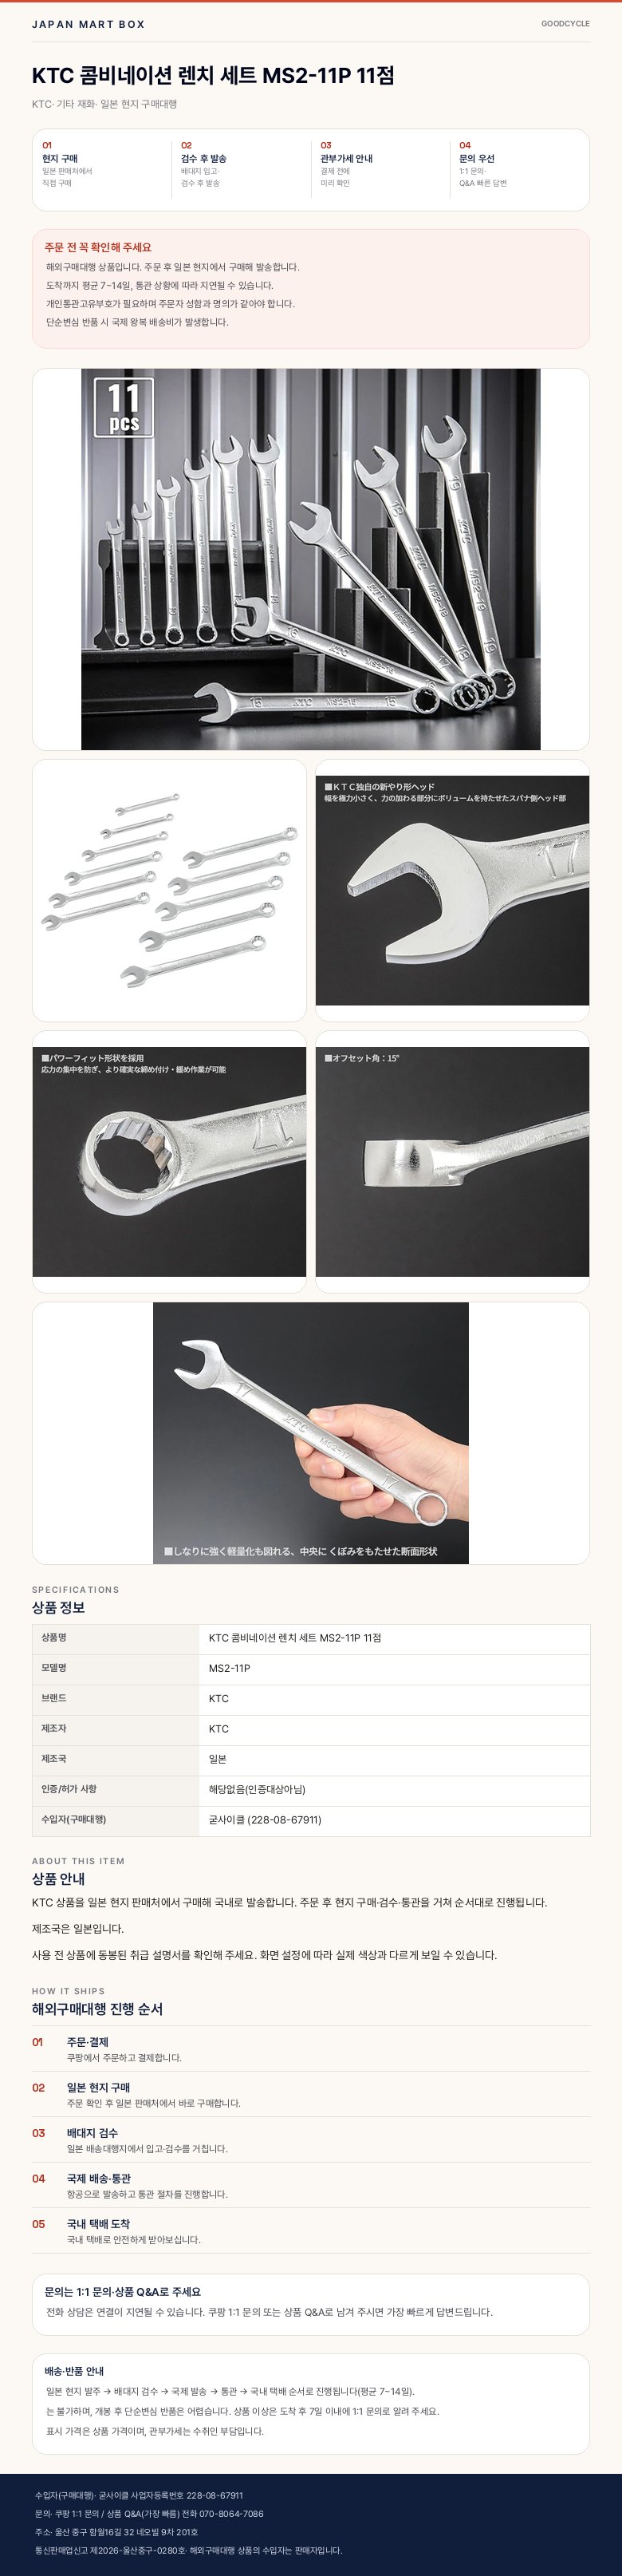 JAPAN MART BOX
GOODCYCLE
KTC 콤비네이션 렌치 세트 MS2-11P 11점
KTC· 기타 재화· 일본 현지 구매대행
01
현지 구매
일본 판매처에서
직접 구매
02
검수 후 발송
배대지 입고·
검수 후 발송
03
관부가세 안내
결제 전에
미리 확인
04
문의 우선
1:1 문의·
Q&A 빠른 답변
주문 전 꼭 확인해 주세요
해외구매대행 상품입니다. 주문 후 일본 현지에서 구매해 발송합니다.
도착까지 평균 7~14일, 통관 상황에 따라 지연될 수 있습니다.
개인통관고유부호가 필요하며 주문자 성함과 명의가 같아야 합니다.
단순변심 반품 시 국제 왕복 배송비가 발생합니다.
11
pcs
■KTC独自の新やり形ヘッド
幅を極力小さく、力の加わる部分にボリュームを持たせたスパナ側ヘッド部
17
■パワーフィット形状を採用
応力の集中を防ぎ、より確実な締め付け・緩め作業が可能
17
■オフセット角：15°
17
KTC
MS2-17
17
■しなりに強く軽量化も図れる、中央に くぼみをもたせた断面形状
SPECIFICATIONS
상품 정보
상품명 KTC 콤비네이션 렌치 세트 MS2-11P 11점
모델명 MS2-11P
브랜드 KTC
제조자 KTC
제조국 일본
인증/허가 사항 해당없음(인증대상아님)
수입자(구매대행) 굳사이클 (228-08-67911)
ABOUT THIS ITEM
상품 안내
KTC 상품을 일본 현지 판매처에서 구매해 국내로 발송합니다. 주문 후 현지 구매·검수·통관을 거쳐 순서대로 진행됩니다.
제조국은 일본입니다.
사용 전 상품에 동봉된 취급 설명서를 확인해 주세요. 화면 설정에 따라 실제 색상과 다르게 보일 수 있습니다.
HOW IT SHIPS
해외구매대행 진행 순서
01 주문·결제
쿠팡에서 주문하고 결제합니다.
02 일본 현지 구매
주문 확인 후 일본 판매처에서 바로 구매합니다.
03 배대지 검수
일본 배송대행지에서 입고·검수를 거칩니다.
04 국제 배송·통관
항공으로 발송하고 통관 절차를 진행합니다.
05 국내 택배 도착
국내 택배로 안전하게 받아보십니다.
문의는 1:1 문의·상품 Q&A로 주세요
전화 상담은 연결이 지연될 수 있습니다. 쿠팡 1:1 문의 또는 상품 Q&A로 남겨 주시면 가장 빠르게 답변드립니다.
배송·반품 안내
일본 현지 발주 → 배대지 검수 → 국제 발송 → 통관 → 국내 택배 순서로 진행됩니다(평균 7~14일).
는 불가하며, 개봉 후 단순변심 반품은 어렵습니다. 상품 이상은 도착 후 7일 이내에 1:1 문의로 알려 주세요.
표시 가격은 상품 가격이며, 관부가세는 수취인 부담입니다.
수입자(구매대행)· 굳사이클 사업자등록번호 228-08-67911
문의· 쿠팡 1:1 문의 / 상품 Q&A(가장 빠름) 전화 070-8064-7086
주소· 울산 중구 함월16길 32 네오빌 9차 201호
통신판매업신고 제2026-울산중구-0280호· 해외구매대행 상품의 수입자는 판매자입니다.